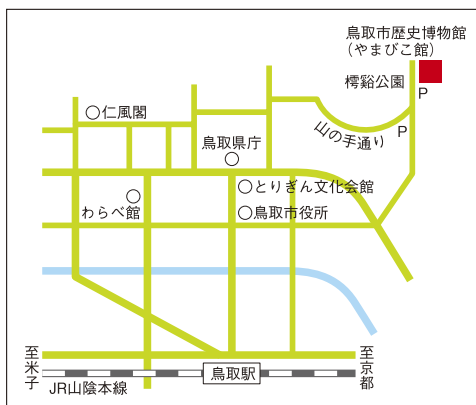 鳥取市歴史博物館
(やまびこ館)
樗谿公園
P
仁風閣
鳥取県庁
山の手通り
P
とりぎん文化会館
わらべ館
鳥取市役所
至米子
至京都
鳥取駅
JR山陰本線